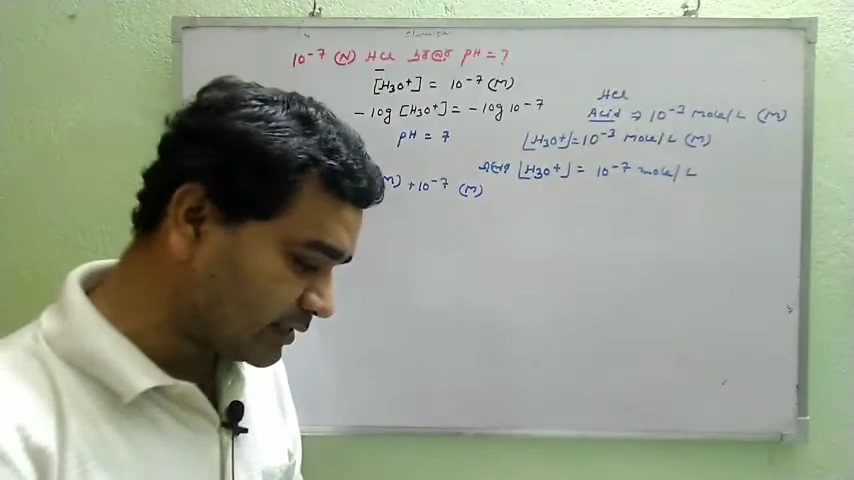 10⁻⁷ (N) HCl দ্রবণের pH = ?
[H₃O⁺] = 10⁻⁷ (M)
- log [H₃O⁺] = - log 10⁻⁷
pH = 7
M) + 10⁻⁷ (M)
HCl
Acid ⇒ 10⁻³ mole/L (M)
[H₃O⁺] = 10⁻³ mole/L (M)
[H₃O⁺] = 10⁻⁷ mole/L